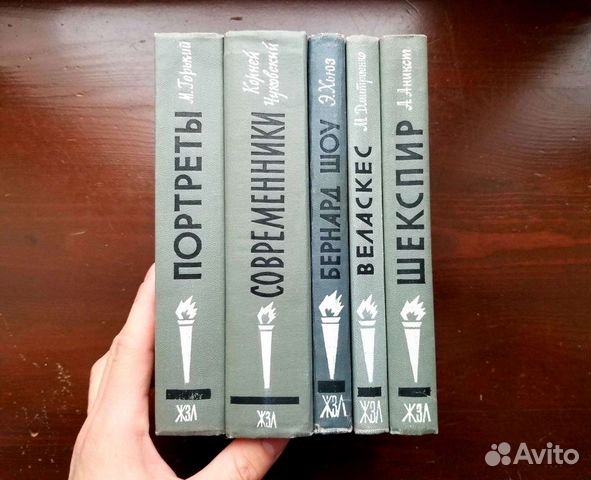 М. Горький
ПОРТРЕТЫ
ЖЗЛ
Корней
Чуковский
СОВРЕМЕННИКИ
ЖЗЛ
Э. Хьюз
БЕРНАРД ШОУ
ЖЗЛ
М. Дмитриенко
ВЕЛАСКЕС
ЖЗЛ
А. Аникст
ШЕКСПИР
ЖЗЛ
Avito